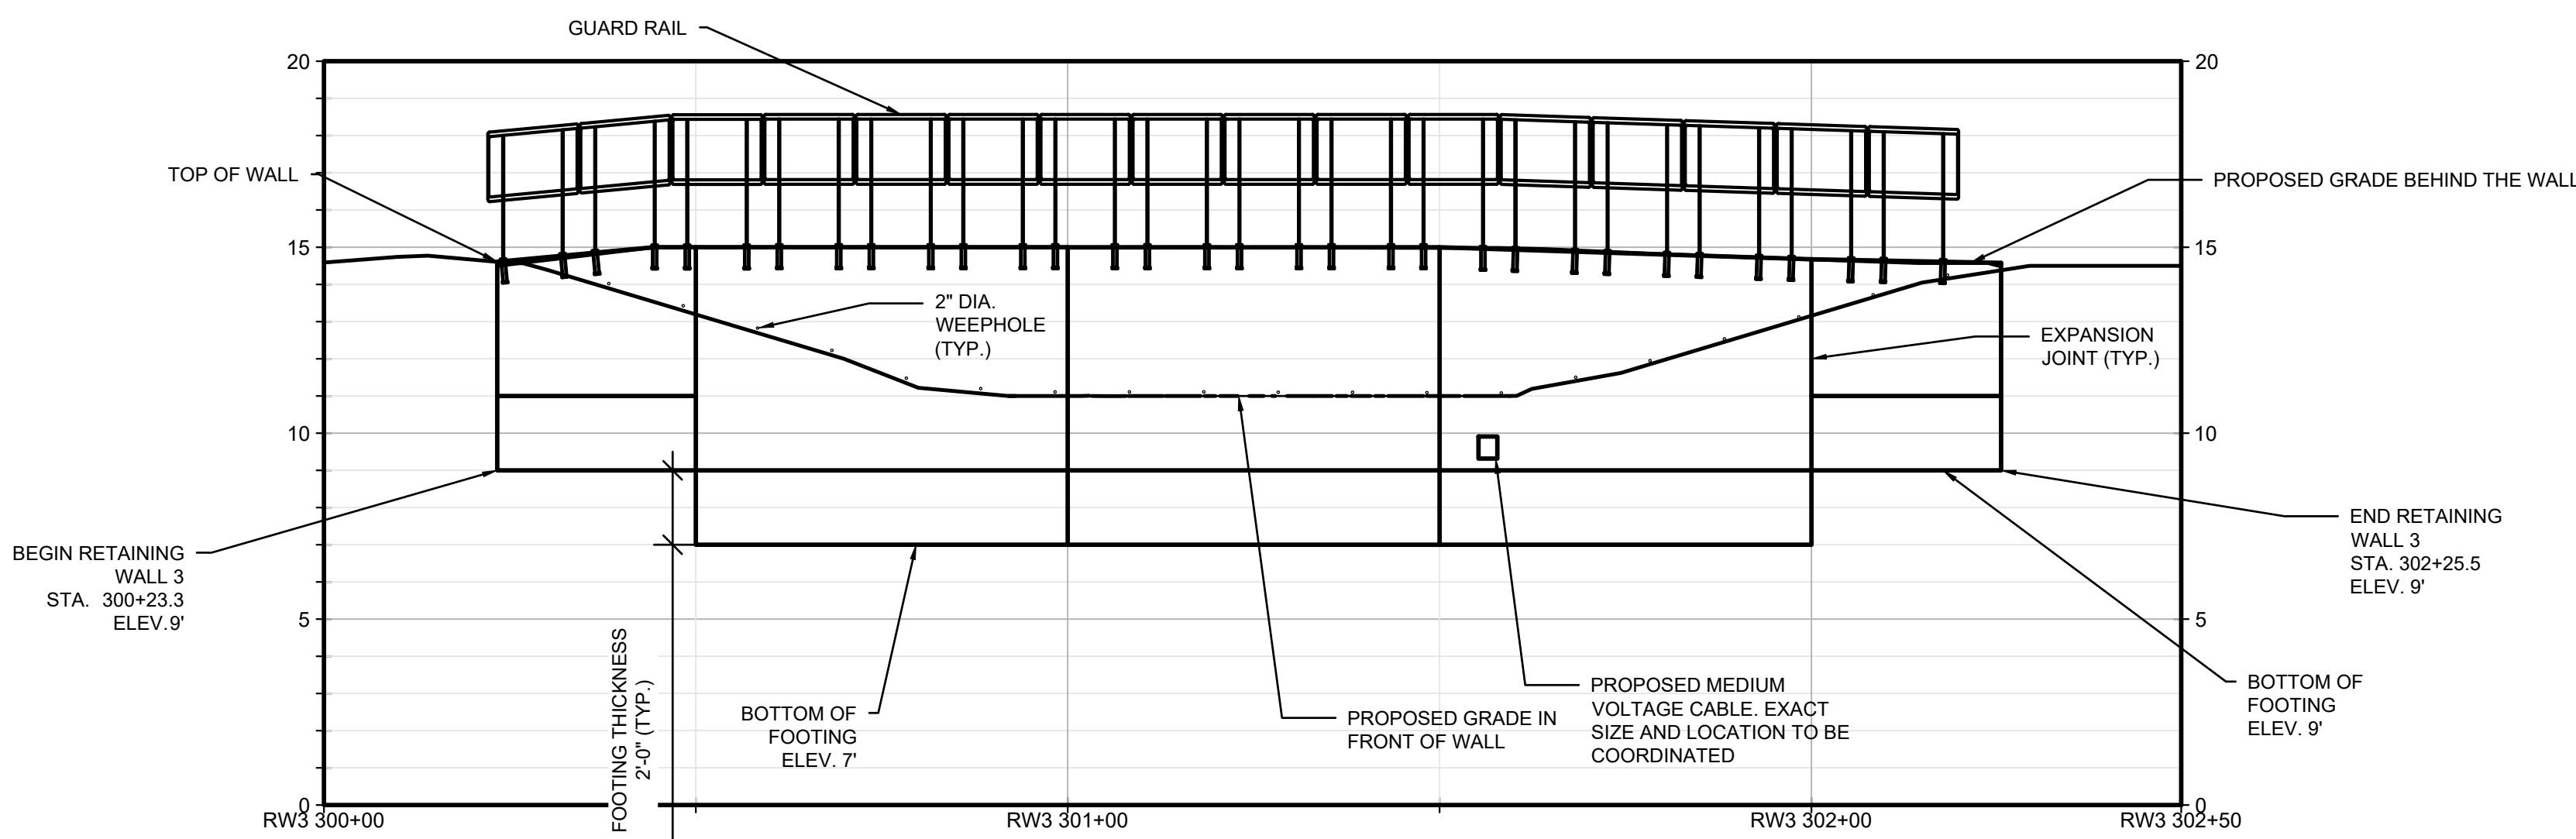 GUARD RAIL
20
20
TOP OF WALL
PROPOSED GRADE BEHIND THE WALL
15
15
2" DIA.
WEEPHOLE
(TYP.)
EXPANSION
JOINT (TYP.)
10
10
BEGIN RETAINING
WALL 3
STA. 300+23.3
ELEV.9'
END RETAINING
WALL 3
STA. 302+25.5
ELEV. 9'
5
5
FOOTING THICKNESS
2'-0" (TYP.)
BOTTOM OF
FOOTING
ELEV. 7'
PROPOSED GRADE IN
FRONT OF WALL
PROPOSED MEDIUM
VOLTAGE CABLE. EXACT
SIZE AND LOCATION TO BE
COORDINATED
BOTTOM OF
FOOTING
ELEV. 9'
0
0
RW3 300+00
RW3 301+00
RW3 302+00
RW3 302+50